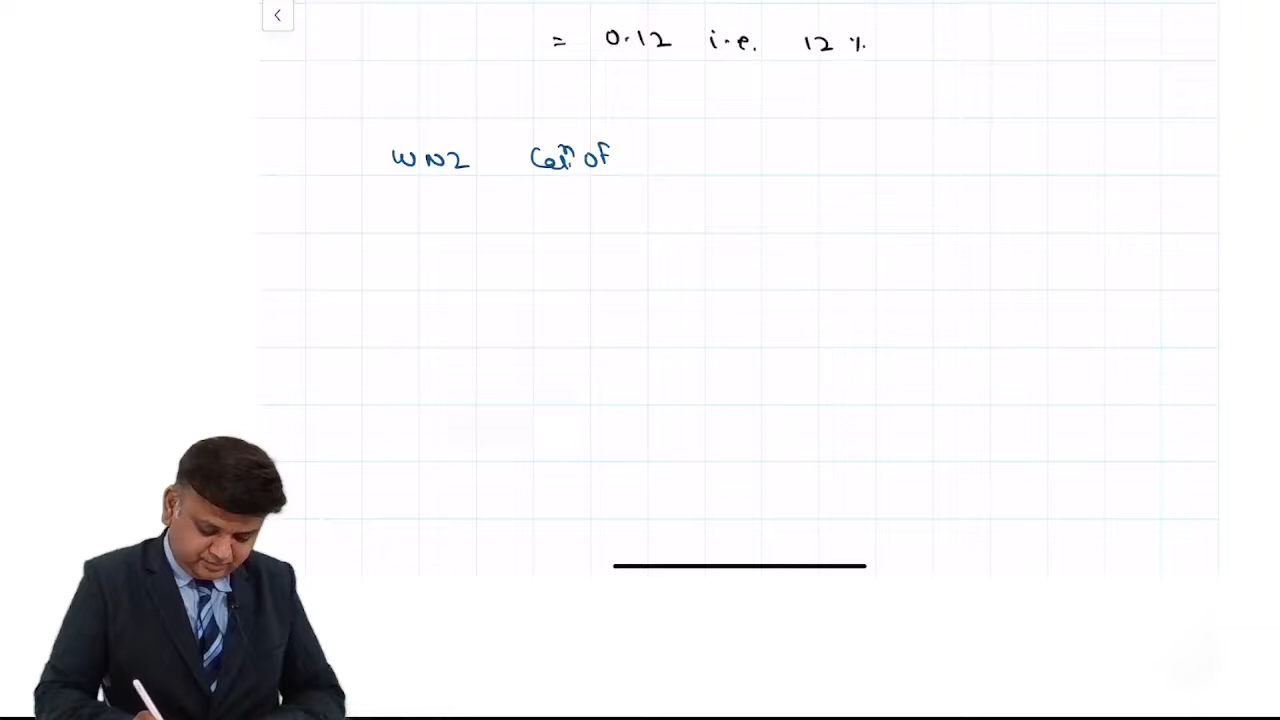 = 0.12 i.e. 12 %.
WN2 Calⁿ of